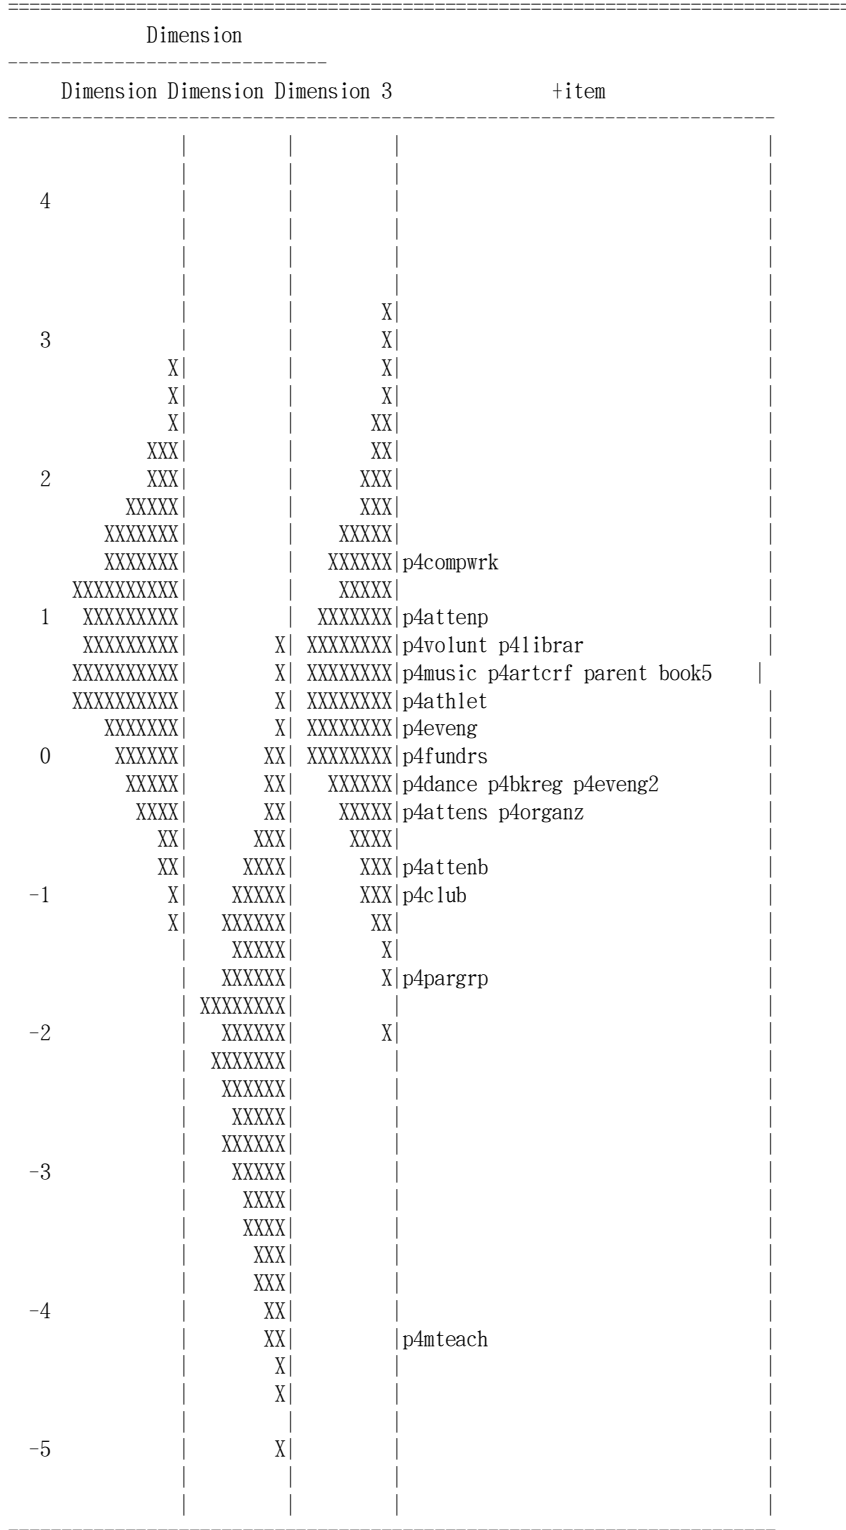 ================================================================================
Dimension
------------------------------
Dimension Dimension Dimension 3 +item
------------------------------------------------------------------------
| | | |
| | | |
4 | | | |
| | | |
| | | |
| | | |
| | X| |
3 | | X| |
X| | X| |
X| | X| |
X| | XX| |
XXX| | XX| |
2 XXX| | XXX| |
XXXXX| | XXX| |
XXXXXXX| | XXXXX| |
XXXXXXX| | XXXXXX|p4compwrk |
XXXXXXXXXX| | XXXXX| |
1 XXXXXXXXX| | XXXXXXX|p4attenp |
XXXXXXXXX| X| XXXXXXXX|p4volunt p4librar |
XXXXXXXXXX| X| XXXXXXXX|p4music p4artcrf parent book5 |
XXXXXXXXXX| X| XXXXXXXX|p4athlet |
XXXXXXX| X| XXXXXXXX|p4eveng |
0 XXXXXX| XX| XXXXXXXX|p4fundrs |
XXXXX| XX| XXXXXX|p4dance p4bkreg p4eveng2 |
XXXX| XX| XXXXX|p4attens p4organz |
XX| XXX| XXXX| |
XX| XXXX| XXX|p4attenb |
-1 X| XXXXX| XXX|p4club |
X| XXXXXX| XX| |
| XXXXX| X| |
| XXXXXX| X|p4pargrp |
| XXXXXXXX| | |
-2 | XXXXXX| X| |
| XXXXXXX| | |
| XXXXXX| | |
| XXXXX| | |
| XXXXXX| | |
-3 | XXXXX| | |
| XXXX| | |
| XXXX| | |
| XXX| | |
| XXX| | |
-4 | XX| | |
| XX| |p4mteach |
| X| | |
| X| | |
| | | |
-5 | X| | |
| | | |
| | | |
------------------------------------------------------------------------